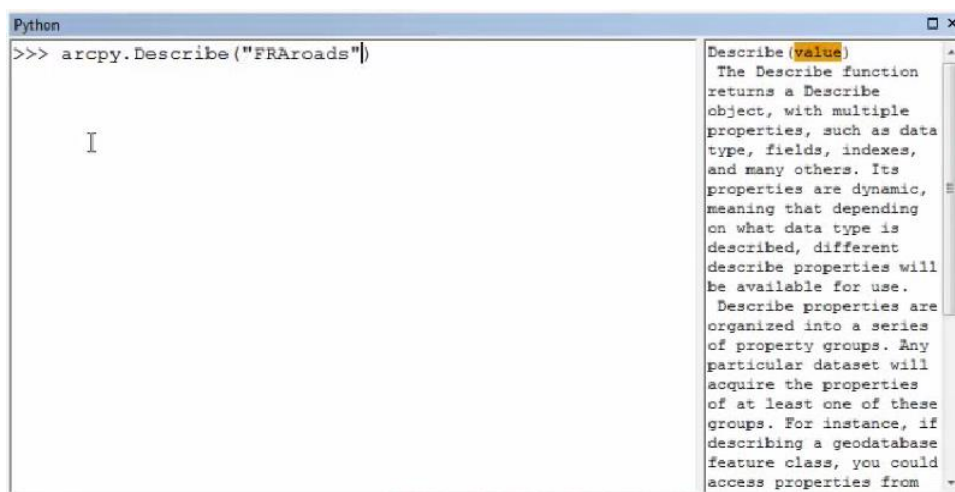 Python
>>> arcpy.Describe("FRAroads")
Describe(value)
The Describe function
returns a Describe
object, with multiple
properties, such as data
type, fields, indexes,
and many others. Its
properties are dynamic,
meaning that depending
on what data type is
described, different
describe properties will
be available for use.
Describe properties are
organized into a series
of property groups. Any
particular dataset will
acquire the properties
of at least one of these
groups. For instance, if
describing a geodatabase
feature class, you could
access properties from